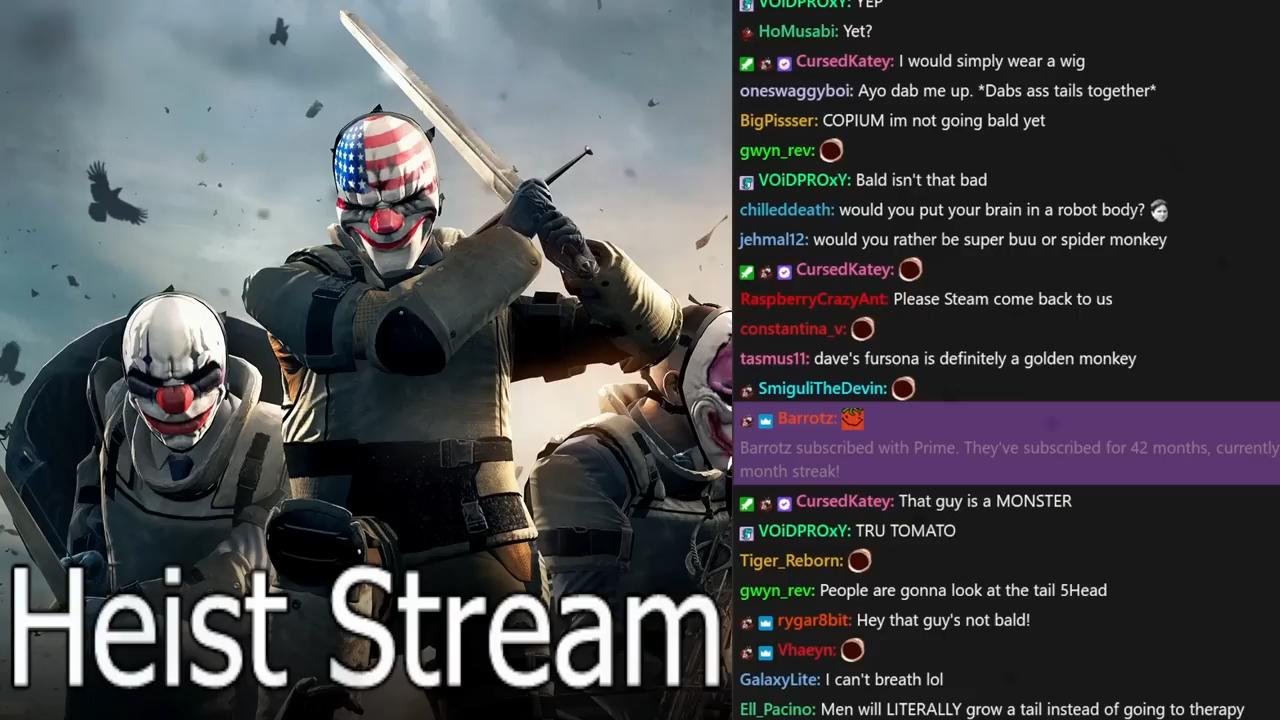 VOiDPROxY: YEP
HoMusabi: Yet?
CursedKatey: I would simply wear a wig
oneswaggyboi: Ayo dab me up. *Dabs ass tails together*
BigPissser: COPIUM im not going bald yet
gwyn_rev:
VOiDPROxY: Bald isn't that bad
chilleddeath: would you put your brain in a robot body?
jehmal12: would you rather be super buu or spider monkey
CursedKatey:
RaspberryCrazyAnt: Please Steam come back to us
constantina_v:
tasmus11: dave's fursona is definitely a golden monkey
SmiguliTheDevin:
Barrotz:
Barrotz subscribed with Prime. They've subscribed for 42 months, currently
month streak!
CursedKatey: That guy is a MONSTER
VOiDPROxY: TRU TOMATO
Tiger_Reborn:
gwyn_rev: People are gonna look at the tail 5Head
rygar8bit: Hey that guy's not bald!
Vhaeyn:
GalaxyLite: I can't breath lol
Ell_Pacino: Men will LITERALLY grow a tail instead of going to therapy
Heist Stream